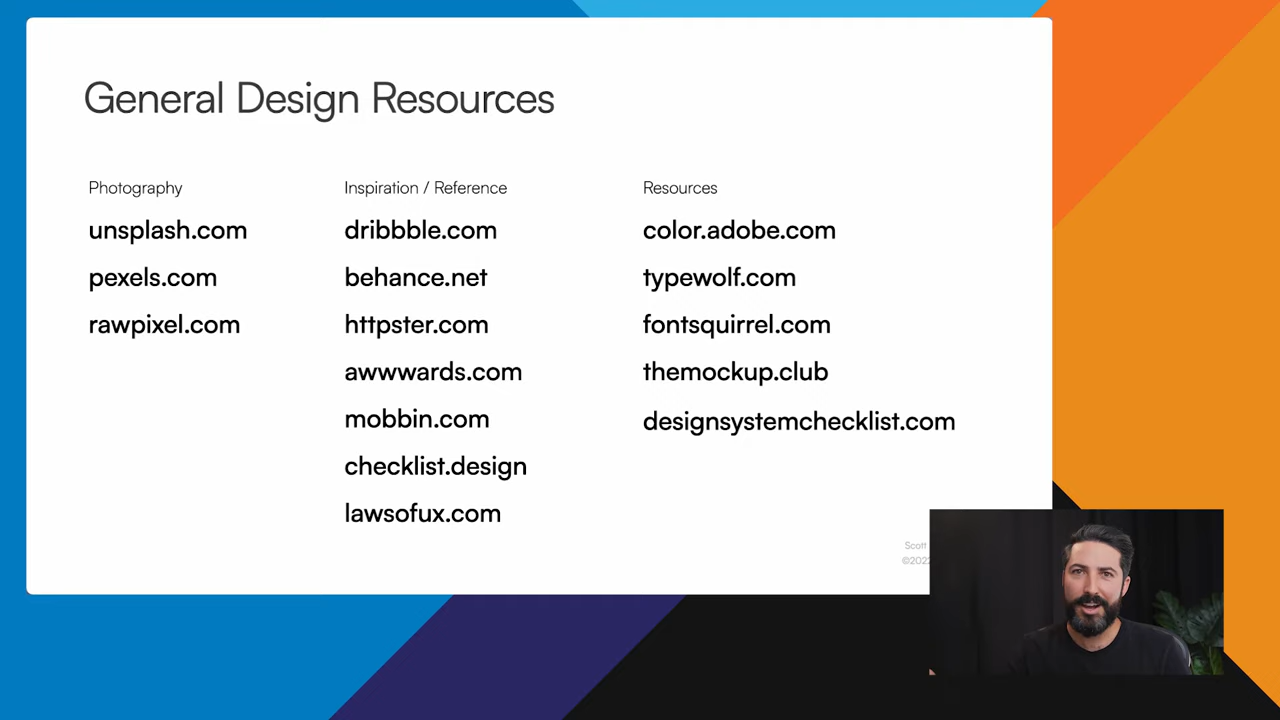 General Design Resources
Photography
unsplash.com
pexels.com
rawpixel.com
Inspiration / Reference
dribbble.com
behance.net
httpster.com
awwwards.com
mobbin.com
checklist.design
lawsofux.com
Resources
color.adobe.com
typewolf.com
fontsquirrel.com
themockup.club
designsystemchecklist.com
Scott